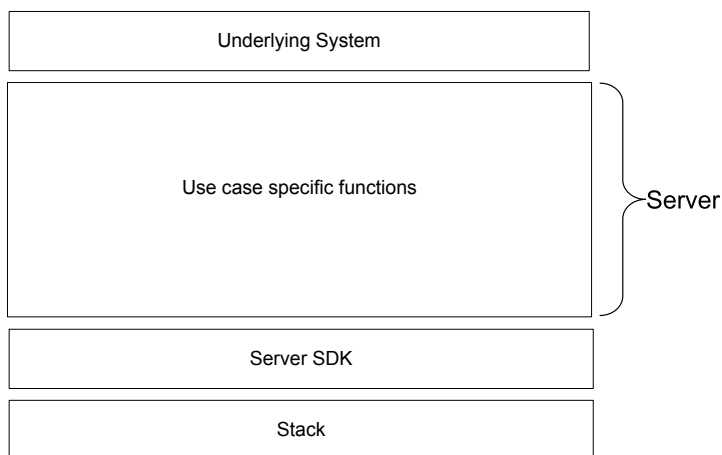 Underlying System
Use case specific functions
Server
Server SDK
Stack